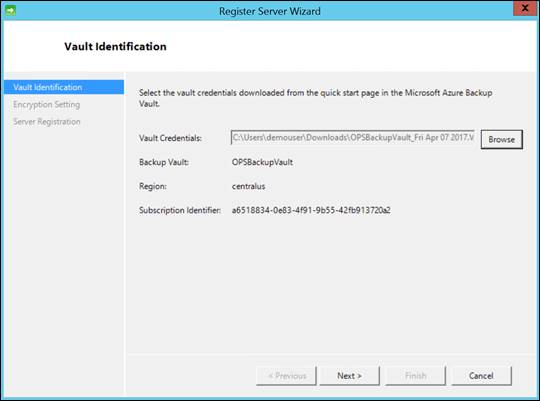 Register Server Wizard
X
Vault Identification
Vault Identification
Encryption Setting
Server Registration
Select the vault credentials downloaded from the quick start page in the Microsoft Azure Backup
Vault.
Vault Credentials: C:\Users\demouser\Downloads\OPSBackupVault_Fri Apr 07 2017.V Browse
Backup Vault: OPSBackupVault
Region: centralus
Subscription Identifier: a6518834-0e83-4f91-9b55-42fb913720a2
< Previous Next > Finish Cancel